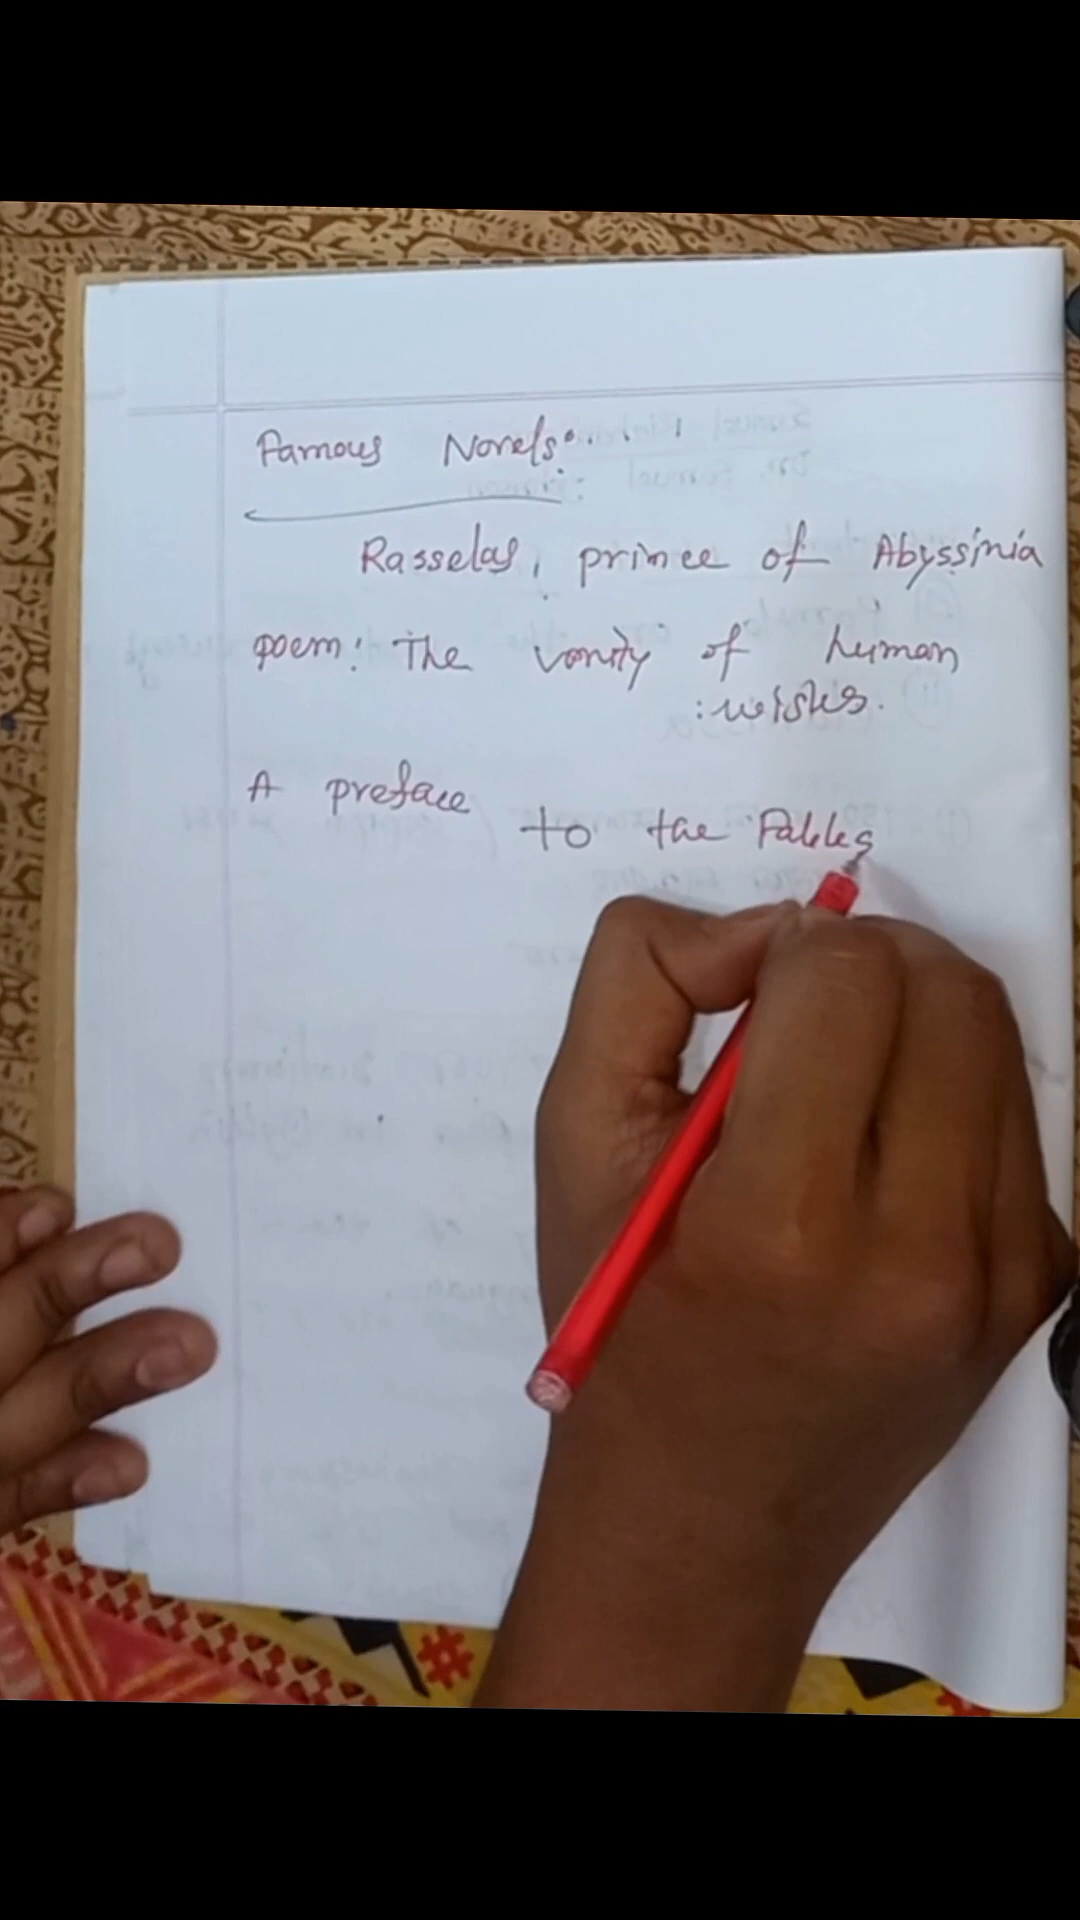 Famous Novels:
Rasselas, prince of Abyssinia
poem: The vanity of human
wishes.
A preface
to the Fables